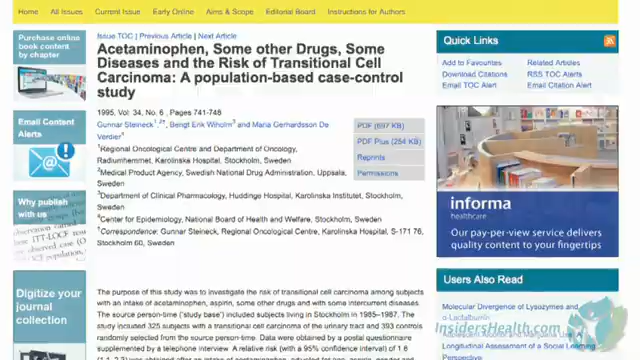 Home All Issues Current Issue Early Online Aims & Scope Editorial Board Instructions for Authors
Purchase online
book content
by chapter
Email Content
Alerts
Why publish
with us
Digitize your
journal
collection
Issue TOC | Previous Article | Next Article
Acetaminophen, Some other Drugs, Some
Diseases and the Risk of Transitional Cell
Carcinoma: A population-based case-control
study
1995, Vol. 34, No. 6 , Pages 741-748
Gunnar Steineck, Bengt Erik Wiholm and Maria Gerhardsson De
Verdier
1Regional Oncological Centre and Department of Oncology,
Radiumhemmet, Karolinska Hospital, Stockholm, Sweden
2Medical Product Agency, Swedish National Drug Administration, Uppsala,
Sweden
3Department of Clinical Pharmacology, Huddinge Hospital, Karolinska Institutet, Stockholm,
Sweden
4Center for Epidemiology, National Board of Health and Welfare, Stockholm, Sweden
Correspondence: Gunnar Steineck, Regional Oncological Centre, Karolinska Hospital, S-171 76,
Stockholm 60, Sweden
PDF (697 KB)
PDF Plus (254 KB)
Reprints
Permissions
The purpose of this study was to investigate the risk of transitional cell carcinoma among subjects
with an intake of acetaminophen, aspirin, some other drugs and with some intercurrent diseases.
The source person-time ('study base') included subjects living in Stockholm in 1985–1987. The
study included 325 subjects with a transitional cell carcinoma of the urinary tract and 393 controls
randomly selected from the source person-time. Data were obtained by a postal questionnaire
supplemented by a telephone interview. A relative risk (with a 95% confidence interval) of 1.6
Quick Links
Add to Favourites Related Articles
Download Citations RSS TOC Alerts
Email TOC Alert Email Citation Alert
informa
healthcare
Our pay-per-view service delivers
quality content to your fingertips
Users Also Read
Molecular Divergence of Lysozymes and
α-Lactalbumin
InsidersHealth.com
Longitudinal Assessment of a Social Learning
Perspective